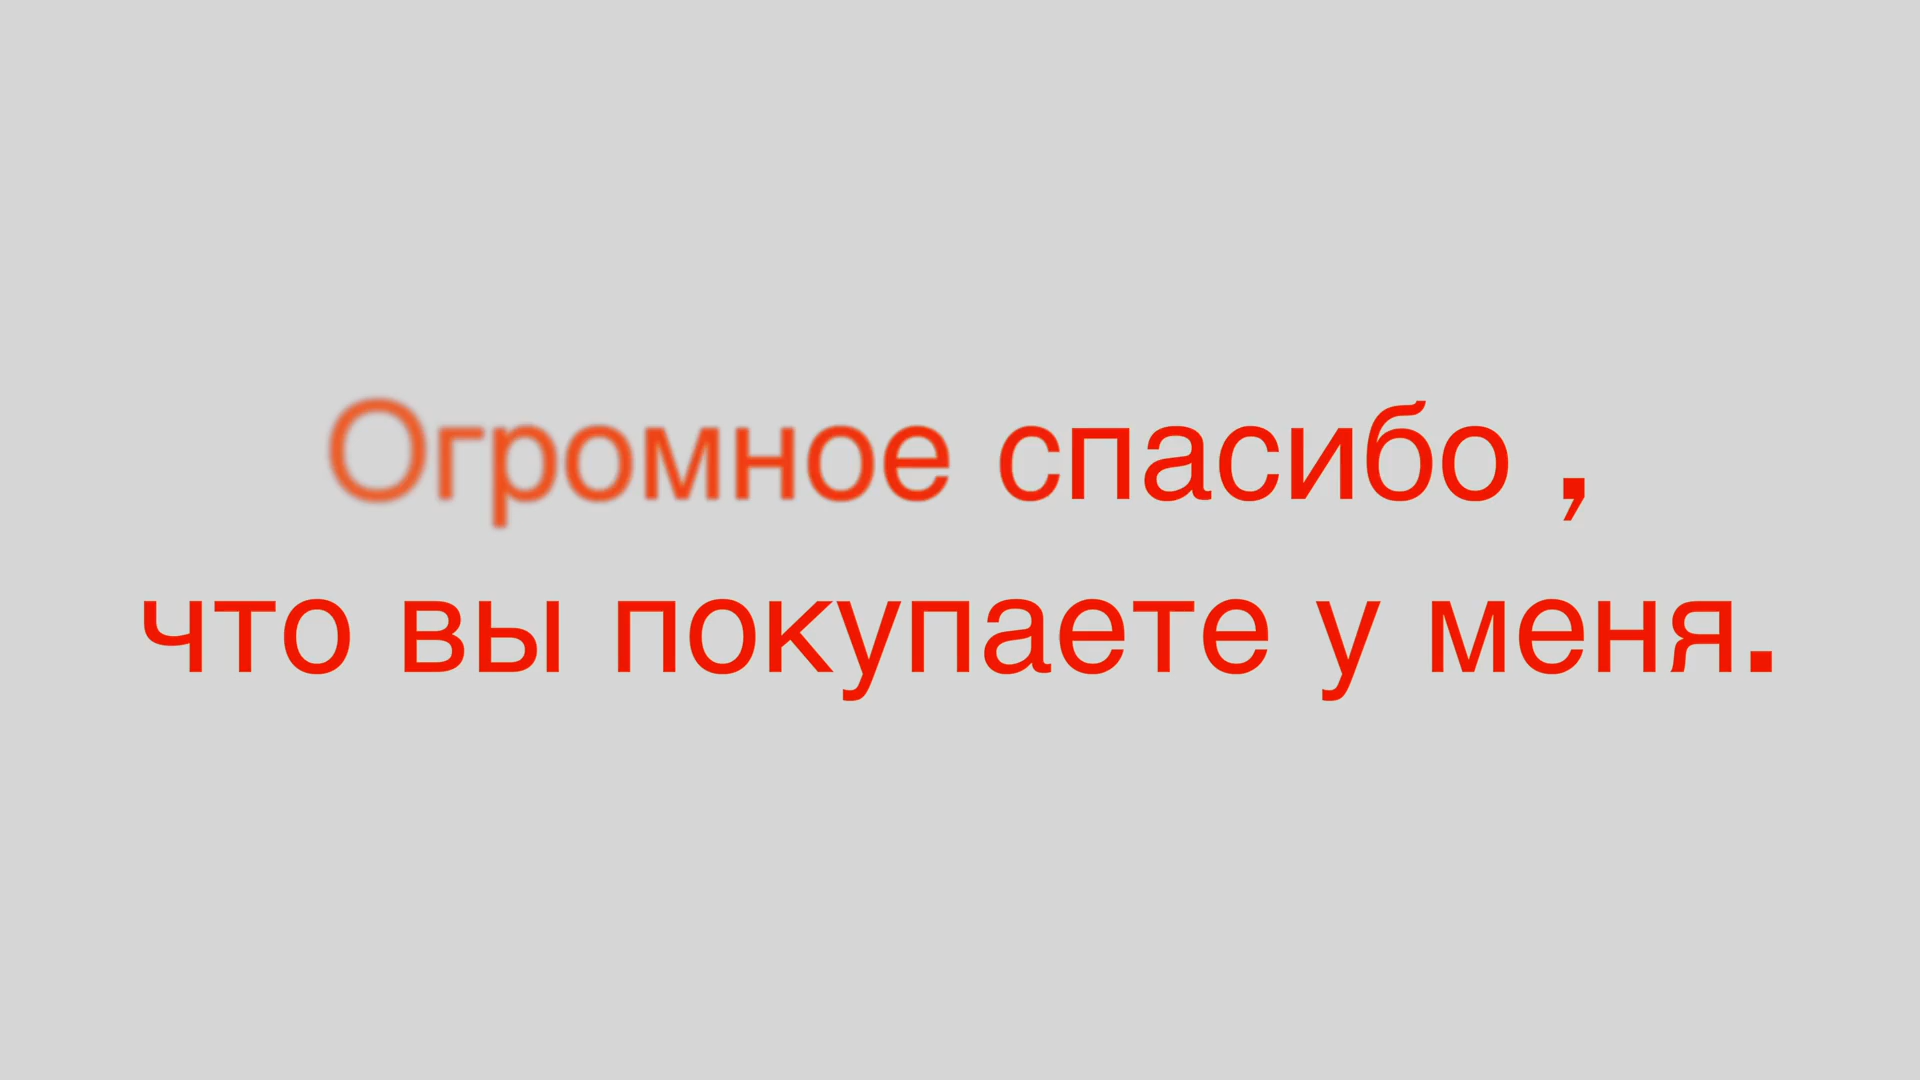 Огромное спасибо ,
что вы покупаете у меня.